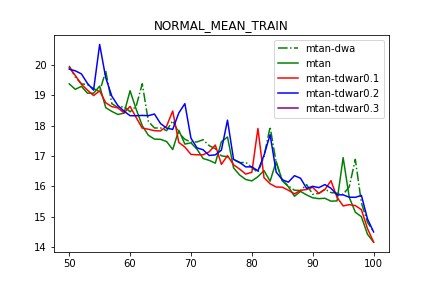 NORMAL_MEAN_TRAIN
mtan-dwa
mtan
mtan-tdwar0.1
mtan-tdwar0.2
mtan-tdwar0.3
20
19
18
17
16
15
14
50 60 70 80 90 100